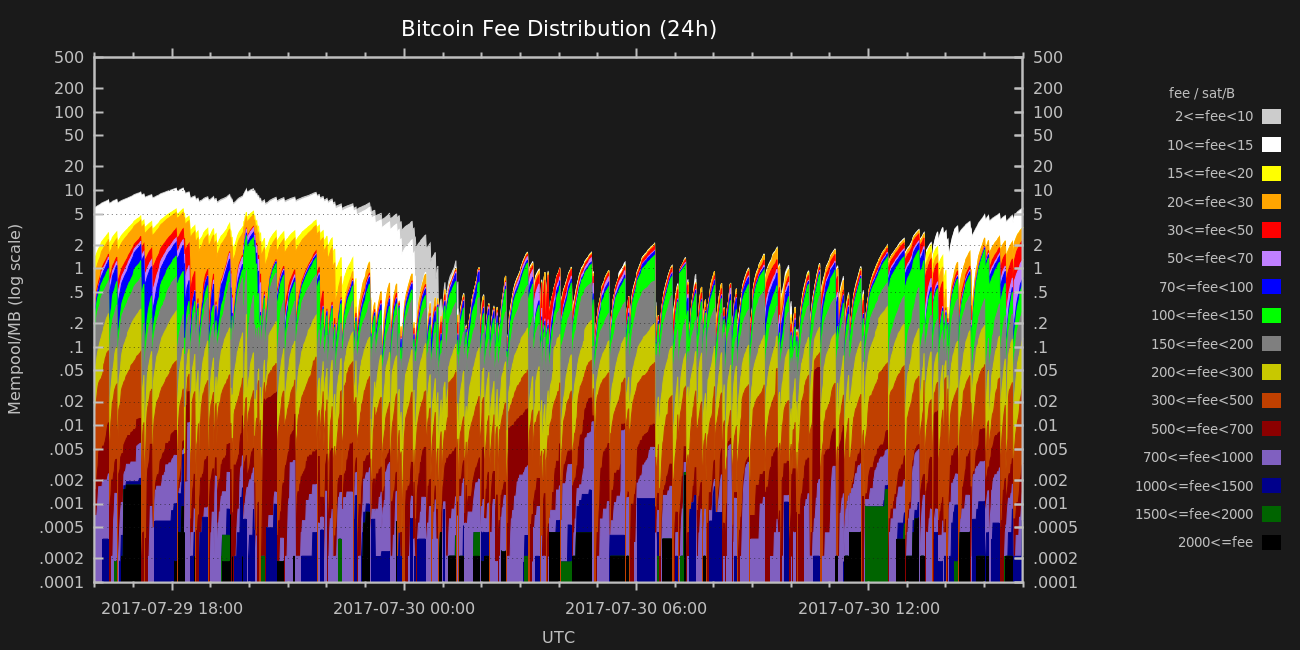 Bitcoin Fee Distribution (24h)
500 500
200 200
100 100
50 50
20 20
10 10
5 5
2 2
1 1
.5 .5
.2 .2
.1 .1
.05 .05
.02 .02
.01 .01
.005 .005
.002 .002
.001 .001
.0005 .0005
.0002 .0002
.0001 .0001
Mempool/MB (log scale)
2017-07-29 18:00 2017-07-30 00:00 2017-07-30 06:00 2017-07-30 12:00
UTC
fee / sat/B
2<=fee<10
10<=fee<15
15<=fee<20
20<=fee<30
30<=fee<50
50<=fee<70
70<=fee<100
100<=fee<150
150<=fee<200
200<=fee<300
300<=fee<500
500<=fee<700
700<=fee<1000
1000<=fee<1500
1500<=fee<2000
2000<=fee